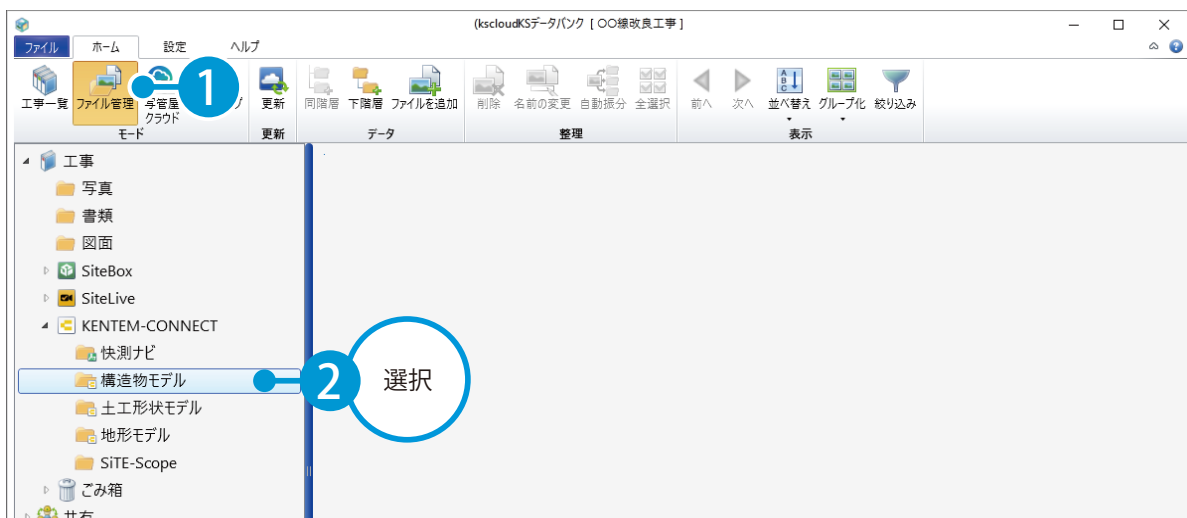 (kscloudKSデータバンク [ 〇〇線改良工事 ]
ファイル ホーム 設定 ヘルプ
工事一覧 ファイル管理 写管屋クラウド 更新 同階層 下階層 ファイルを追加 削除 名前の変更 自動振分 全選択 前へ 次へ 並べ替え グループ化 絞り込み
モード 更新 データ 整理 表示
1
工事
写真
書類
図面
SiteBox
SiteLive
KENTEM-CONNECT
快測ナビ
構造物モデル
2 選択
土工形状モデル
地形モデル
SiTE-Scope
ごみ箱
共有